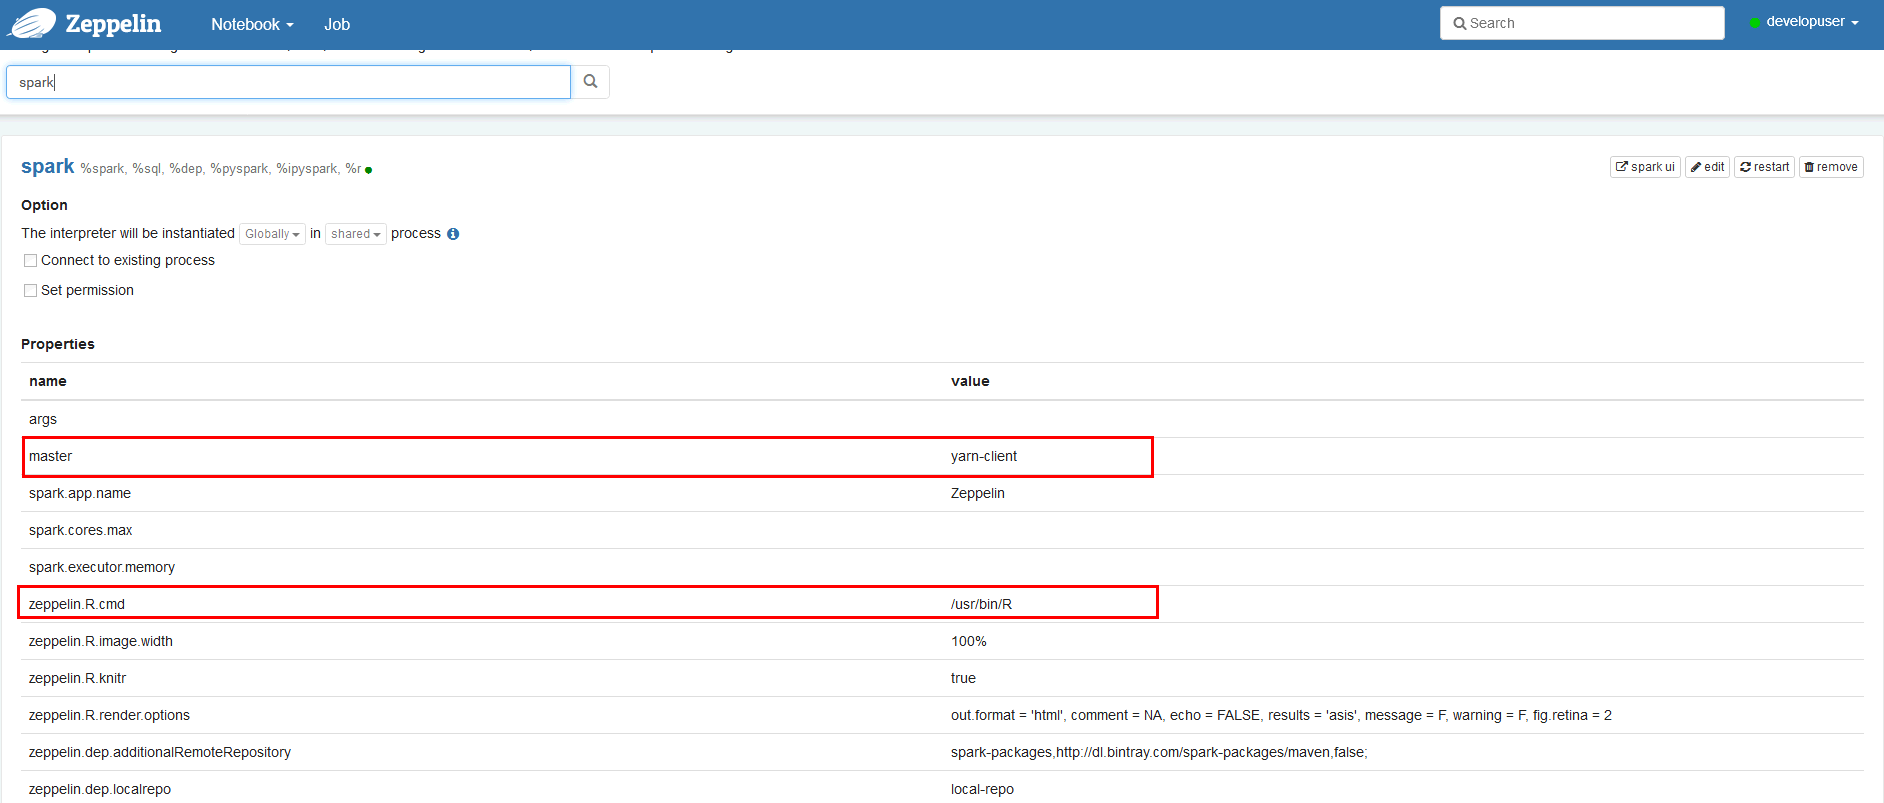 Zeppelin Notebook Job Search developuser
spark
spark %spark, %sql, %dep, %pyspark, %ipyspark, %r spark ui edit restart remove
Option
The interpreter will be instantiated Globally in shared process
Connect to existing process
Set permission
Properties
name value
args
master yarn-client
spark.app.name Zeppelin
spark.cores.max
spark.executor.memory
zeppelin.R.cmd /usr/bin/R
zeppelin.R.image.width 100%
zeppelin.R.knitr true
zeppelin.R.render.options out.format = 'html', comment = NA, echo = FALSE, results = 'asis', message = F, warning = F, fig.retina = 2
zeppelin.dep.additionalRemoteRepository spark-packages,http://dl.bintray.com/spark-packages/maven,false;
zeppelin.dep.localrepo local-repo